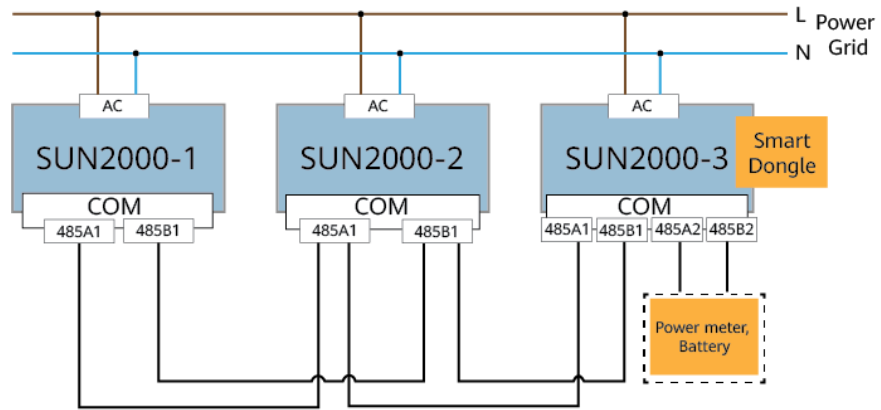 L
Power
Grid
N
AC
AC
AC
SUN2000-1
SUN2000-2
SUN2000-3
Smart
Dongle
COM
COM
COM
485A1
485B1
485A1
485B1
485A1
485B1
485A2
485B2
Power meter,
Battery